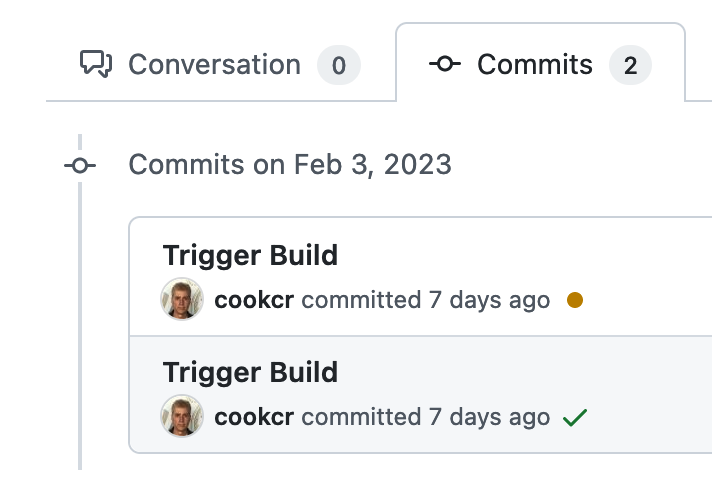 Conversation 0 Commits 2
Commits on Feb 3, 2023
Trigger Build
cookcr committed 7 days ago
Trigger Build
cookcr committed 7 days ago